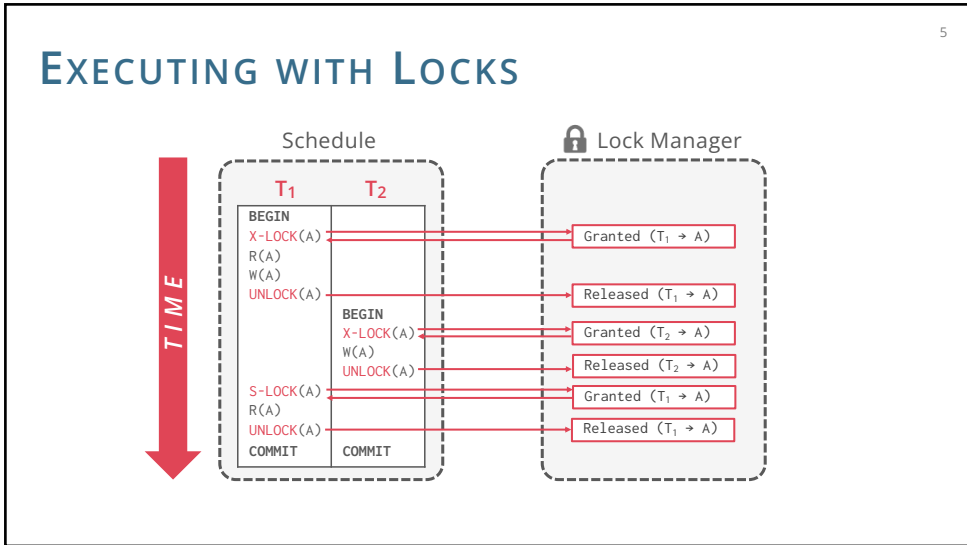 5
EXECUTING WITH LOCKS
Schedule
Lock Manager
TIME
T₁ T₂
BEGIN
X-LOCK(A)
R(A)
W(A)
UNLOCK(A)
BEGIN
X-LOCK(A)
W(A)
UNLOCK(A)
S-LOCK(A)
R(A)
UNLOCK(A)
COMMIT COMMIT
Granted (T₁ → A)
Released (T₁ → A)
Granted (T₂ → A)
Released (T₂ → A)
Granted (T₁ → A)
Released (T₁ → A)